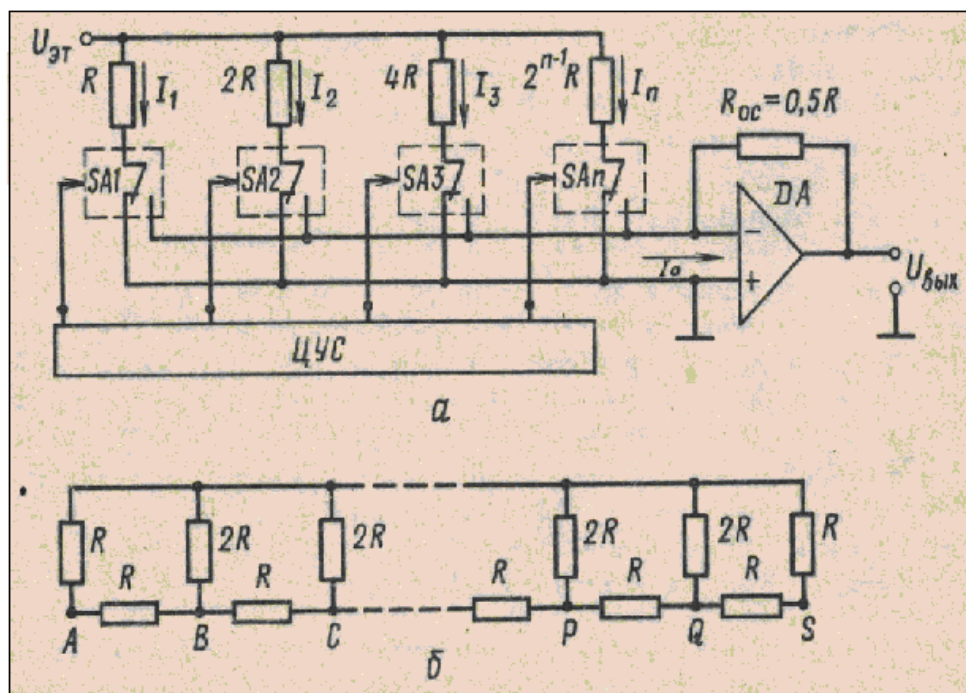 Uэт
R I₁ 2R I₂ 4R I₃ 2ⁿ⁻¹R Iₙ Rос=0,5R
SA1 SA2 SA3 SAn DA
−
I₀ + Uвых
ЦУС
а
R 2R 2R 2R 2R R
R R R R R
A B C P Q S
б